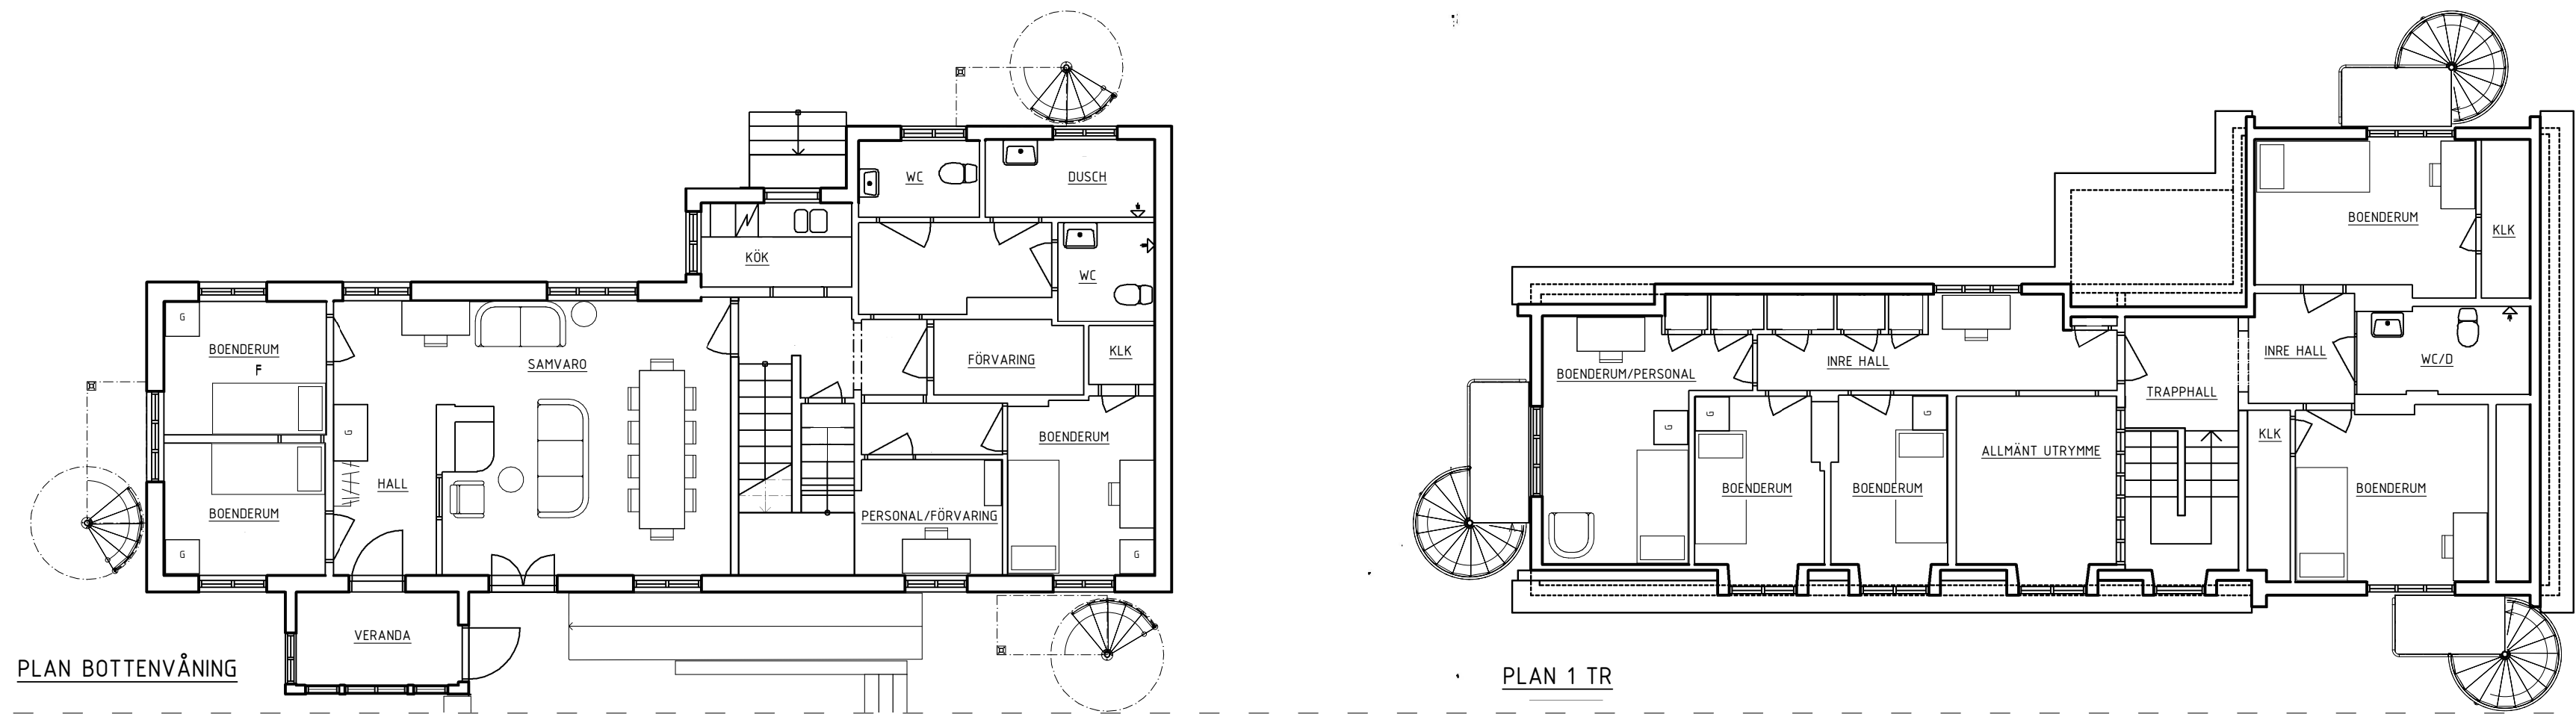 WC
DUSCH
KÖK
WC
G
BOENDERUM
F
SAMVARO
FÖRVARING
KLK
G
HALL
BOENDERUM
BOENDERUM
PERSONAL/FÖRVARING
G
G
VERANDA
PLAN BOTTENVÅNING
BOENDERUM
KLK
INRE HALL
INRE HALL
WC/D
BOENDERUM/PERSONAL
TRAPPHALL
G
G
G
KLK
ALLMÄNT UTRYMME
BOENDERUM
BOENDERUM
BOENDERUM
PLAN 1 TR